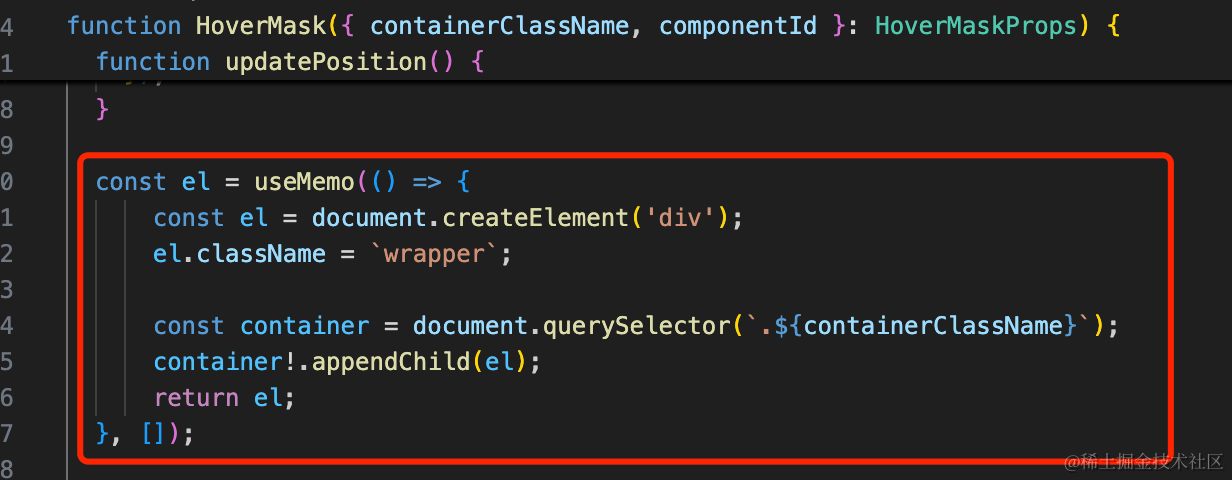 4 function HoverMask({ containerClassName, componentId }: HoverMaskProps) {
1 function updatePosition() {
8 }
9
0 const el = useMemo(() => {
1 const el = document.createElement('div');
2 el.className = `wrapper`;
3
4 const container = document.querySelector(`.${containerClassName}`);
5 container!.appendChild(el);
6 return el;
7 }, []);
8
@稀土掘金技术社区